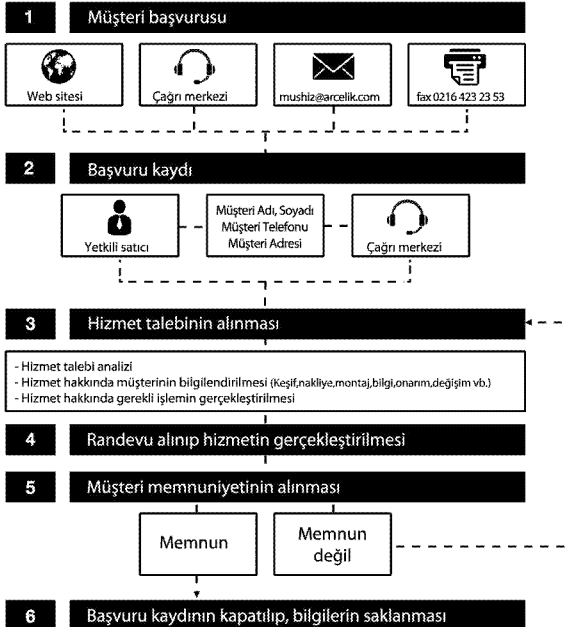 1 Müşteri başvurusu
Web sitesi
Çağrı merkezi
mushiz@arcelik.com
fax 0216 423 23 53
2 Başvuru kaydı
Yetkili satıcı
Müşteri Adı, Soyadı
Müşteri Telefonu
Müşteri Adresi
Çağrı merkezi
3 Hizmet talebinin alınması
- Hizmet talebi analizi
- Hizmet hakkında müşterinin bilgilendirilmesi (Keşif,nakliye,montaj,bilgi,onarım,değişim vb.)
- Hizmet hakkında gerekli işlemin gerçekleştirilmesi
4 Randevu alınıp hizmetin gerçekleştirilmesi
5 Müşteri memnuniyetinin alınması
Memnun
Memnun
değil
6 Başvuru kaydının kapatılıp, bilgilerin saklanması